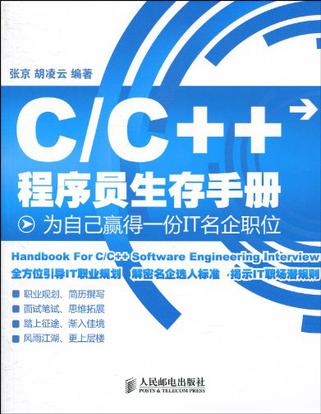 张京 胡凌云 编著
C/C++
程序员生存手册
为自己赢得一份IT名企职位
Handbook For C/C++ Software Engineering Interview
全方位引导IT职业规划 解密名企选人标准 揭示IT职场潜规则
职业规划、简历撰写
面试笔试、思维拓展
踏上征途、渐入佳境
风雨江湖、更上层楼
人民邮电出版社
POSTS & TELECOM PRESS